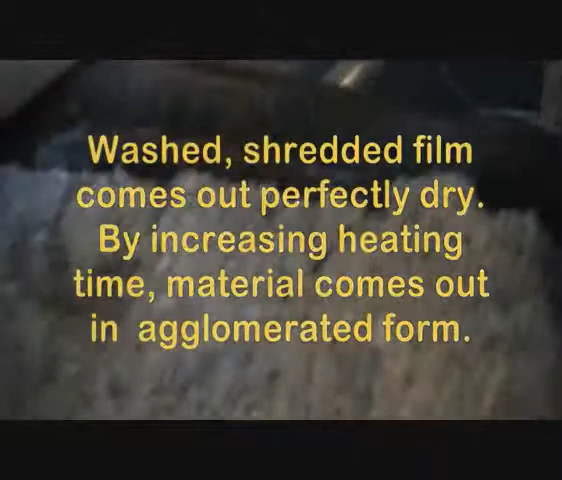 Washed, shredded film
comes out perfectly dry.
By increasing heating
time, material comes out
in  agglomerated form.